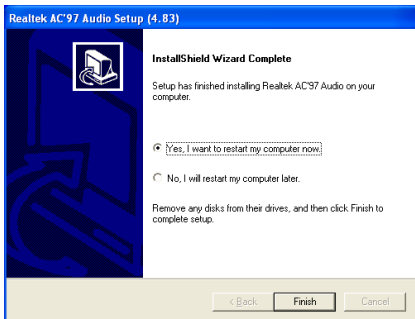 Realtek AC'97 Audio Setup (4.83)
InstallShield Wizard Complete
Setup has finished installing Realtek AC'97 Audio on your
computer.
Yes, I want to restart my computer now.
No, I will restart my computer later.
Remove any disks from their drives, and then click Finish to
complete setup.
< Back Finish Cancel